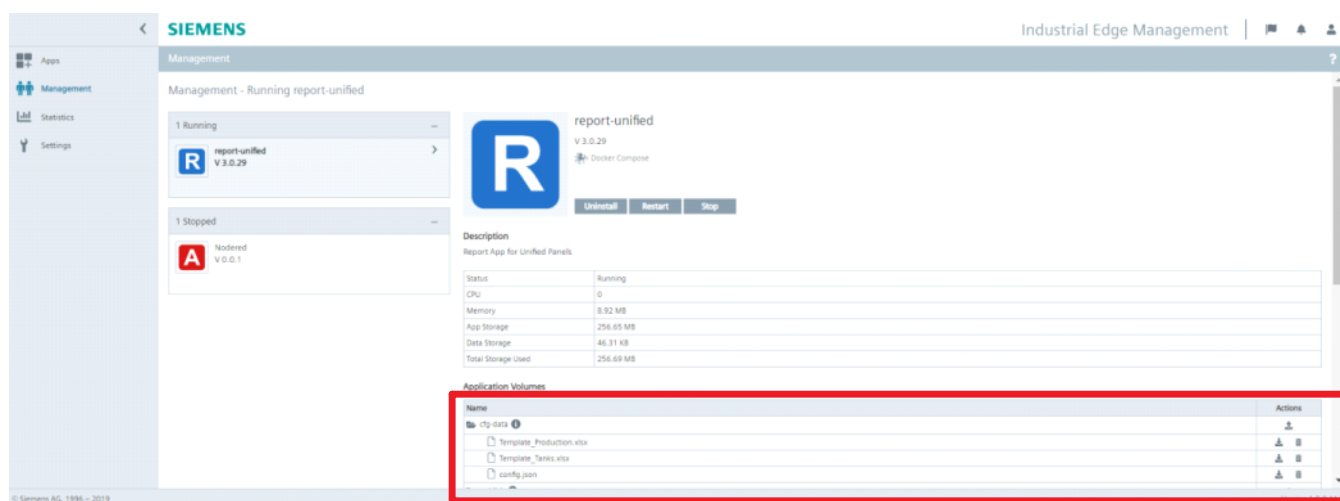 SIEMENS
Industrial Edge Management
Apps
Management
Statistics
Settings
Management
?
Management - Running report-unified
1 Running
R
report-unified
V 3.0.29
1 Stopped
A
Nodered
V 0.0.1
R
report-unified
V 3.0.29
Docker Compose
Uninstall Restart Stop
Description
Report App for Unified Panels
Status Running
CPU 0
Memory 8.92 MB
App Storage 256.65 MB
Data Storage 46.31 KB
Total Storage Used 256.69 MB
Application Volumes
Name Actions
cfg-data
Template_Production.xlsx
Template_Tanks.xlsx
config.json
© Siemens AG, 1996 – 2019